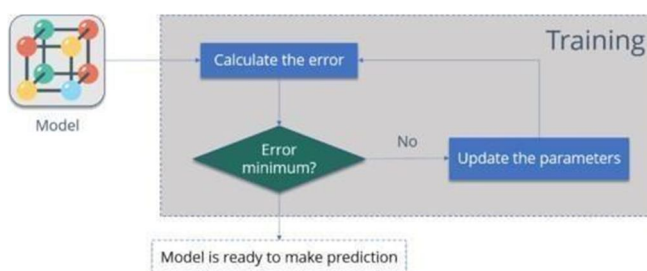 Training
Calculate the error
Model
Error
minimum?
No
Update the parameters
Model is ready to make prediction